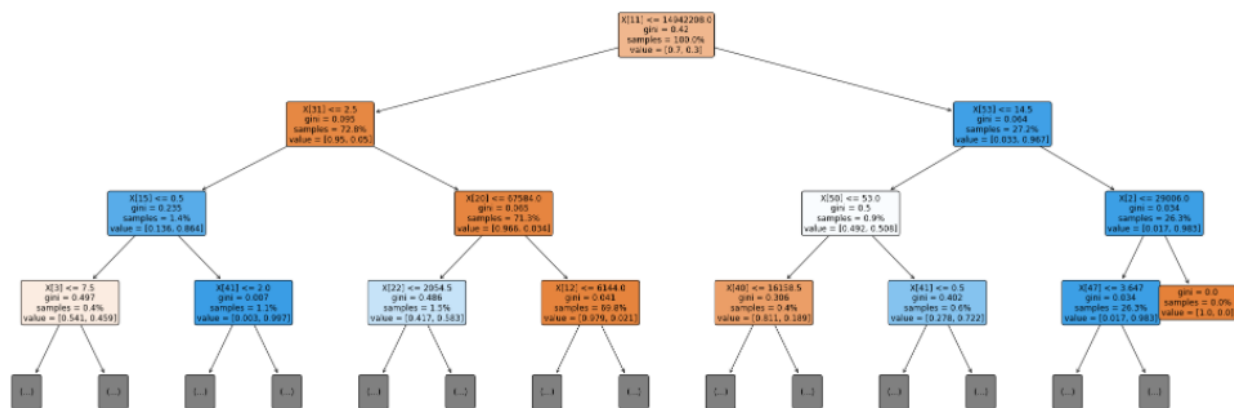 X[11] <= 14942208.0
gini = 0.42
samples = 100.0%
value = [0.7, 0.3]
X[31] <= 2.5
gini = 0.095
samples = 72.8%
value = [0.95, 0.05]
X[53] <= 14.5
gini = 0.064
samples = 27.2%
value = [0.033, 0.967]
X[15] <= 0.5
gini = 0.235
samples = 1.4%
value = [0.136, 0.864]
X[20] <= 67584.0
gini = 0.065
samples = 71.3%
value = [0.966, 0.034]
X[50] <= 53.0
gini = 0.5
samples = 0.9%
value = [0.492, 0.508]
X[2] <= 29006.0
gini = 0.034
samples = 26.3%
value = [0.017, 0.983]
X[3] <= 7.5
gini = 0.497
samples = 0.4%
value = [0.541, 0.459]
X[41] <= 2.0
gini = 0.007
samples = 1.1%
value = [0.003, 0.997]
X[22] <= 2054.5
gini = 0.486
samples = 1.5%
value = [0.417, 0.583]
X[12] <= 6144.0
gini = 0.041
samples = 69.8%
value = [0.979, 0.021]
X[40] <= 16158.5
gini = 0.306
samples = 0.4%
value = [0.811, 0.189]
X[41] <= 0.5
gini = 0.402
samples = 0.6%
value = [0.278, 0.722]
X[47] <= 3.647
gini = 0.034
samples = 26.3%
value = [0.017, 0.983]
gini = 0.0
samples = 0.0%
value = [1.0, 0.0]
(...)
(...)
(...)
(...)
(...)
(...)
(...)
(...)
(...)
(...)
(...)
(...)
(...)
(...)